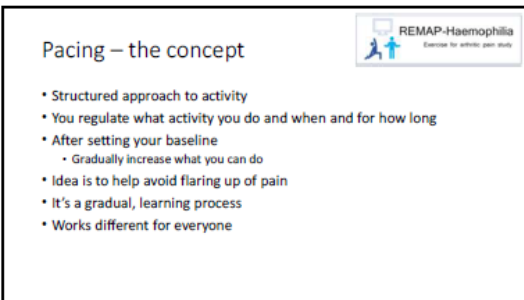 REMAP-Haemophilia
Exercise for arthritic pain study
Pacing – the concept
• Structured approach to activity
• You regulate what activity you do and when and for how long
• After setting your baseline
• Gradually increase what you can do
• Idea is to help avoid flaring up of pain
• It's a gradual, learning process
• Works different for everyone